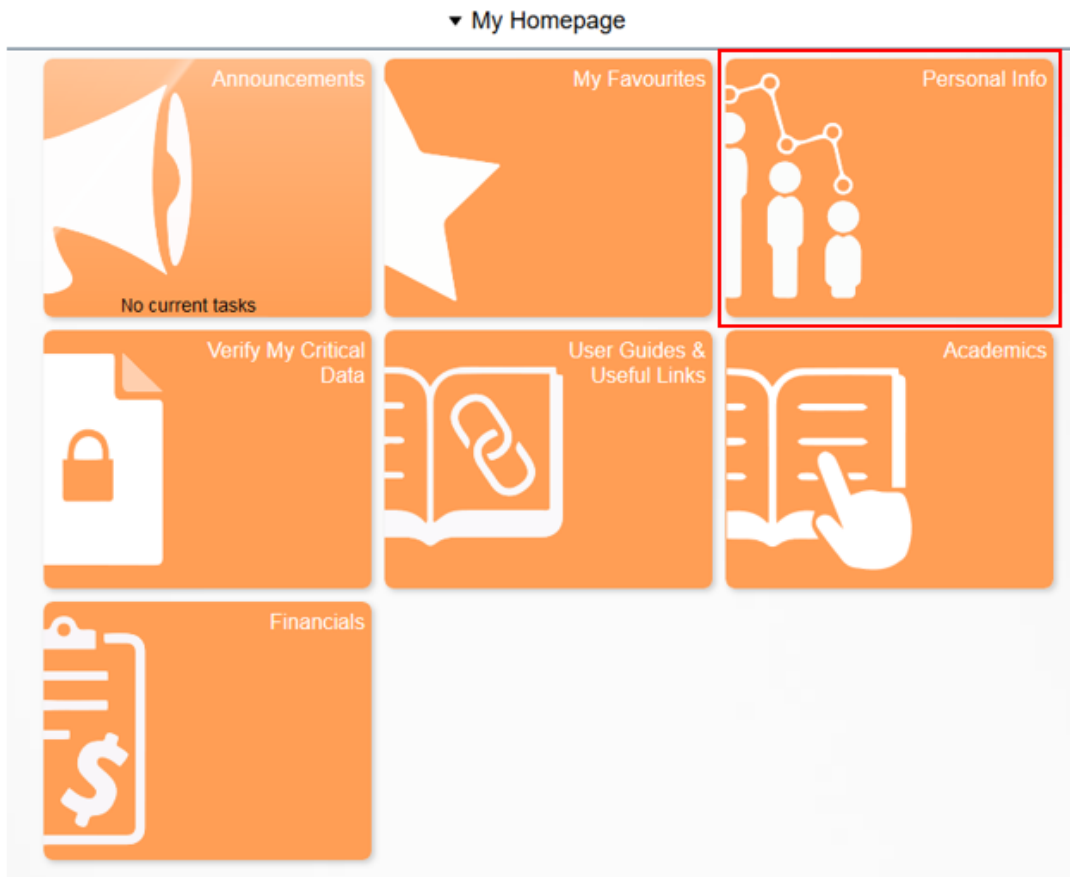 ▼ My Homepage
Announcements
No current tasks
My Favourites
Personal Info
Verify My Critical
Data
User Guides &
Useful Links
Academics
Financials
$